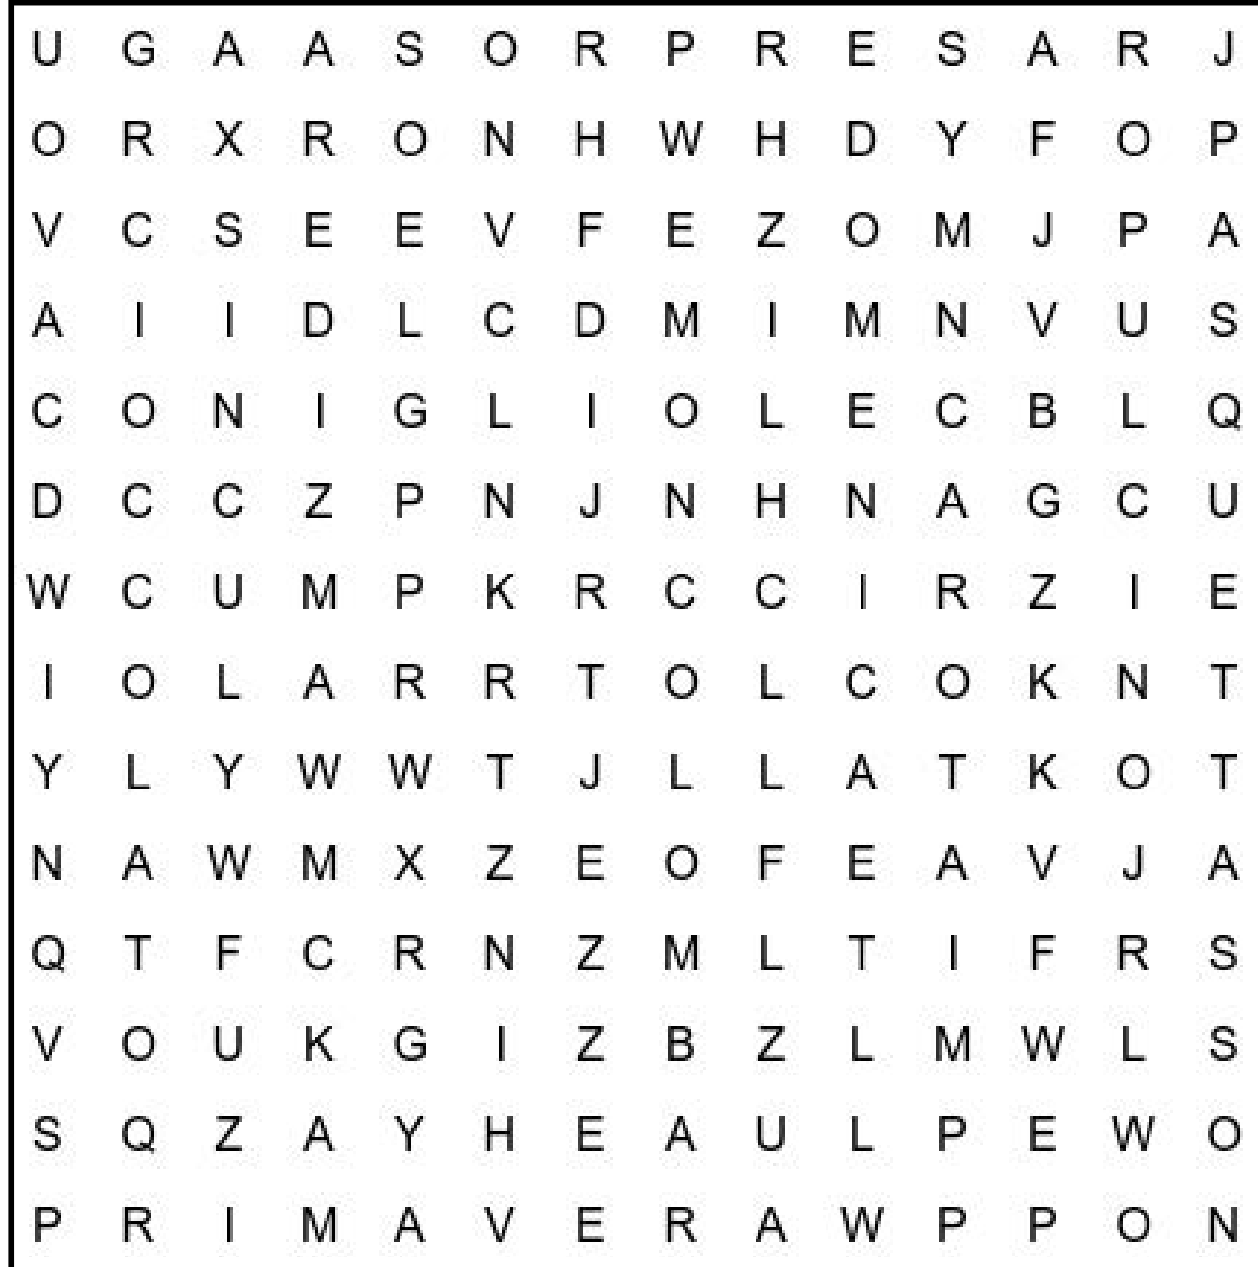 U G A A S O R P R E S A R J
O R X R O N H W H D Y F O P
V C S E E V F E Z O M J P A
A I I D L C D M I M N V U S
C O N I G L I O L E C B L Q
D C C Z P N J N H N A G C U
W C U M P K R C C I R Z I E
I O L A R R T O L C O K N T
Y L Y W W T J L L A T K O T
N A W M X Z E O F E A V J A
Q T F C R N Z M L T I F R S
V O U K G I Z B Z L M W L S
S Q Z A Y H E A U L P E W O
P R I M A V E R A W P P O N